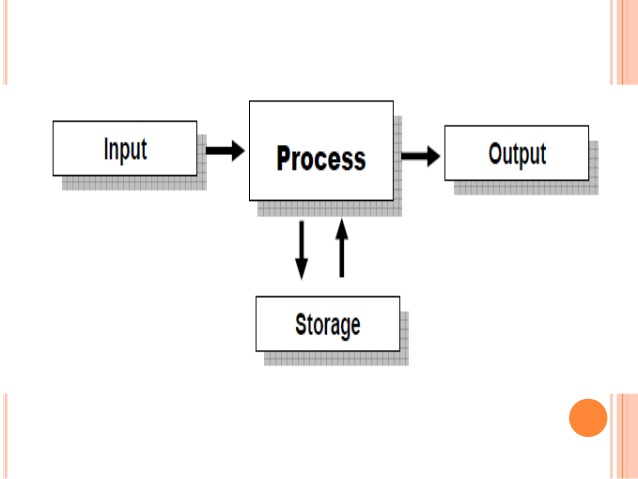 Input
Process
Output
Storage